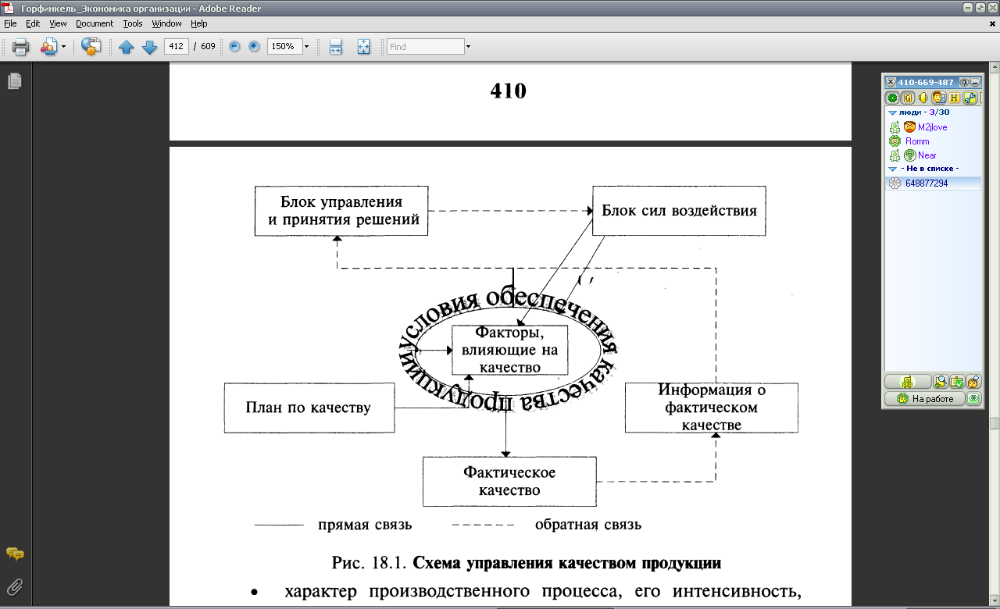 Горфинкель_Экономика организации - Adobe Reader
File Edit View Document Tools Window Help
412 / 609 150% Find
410
Блок управления
и принятия решений
Блок сил воздействия
условия обеспечения качества продукции
Факторы,
влияющие на
качество
План по качеству
Информация о
фактическом
качестве
Фактическое
качество
прямая связь обратная связь
Рис. 18.1. Схема управления качеством продукции
• характер производственного процесса, его интенсивность,
410-669-487
люди - 3/30
M2jlove
Romm
Near
- Не в списке -
648877294
На работе